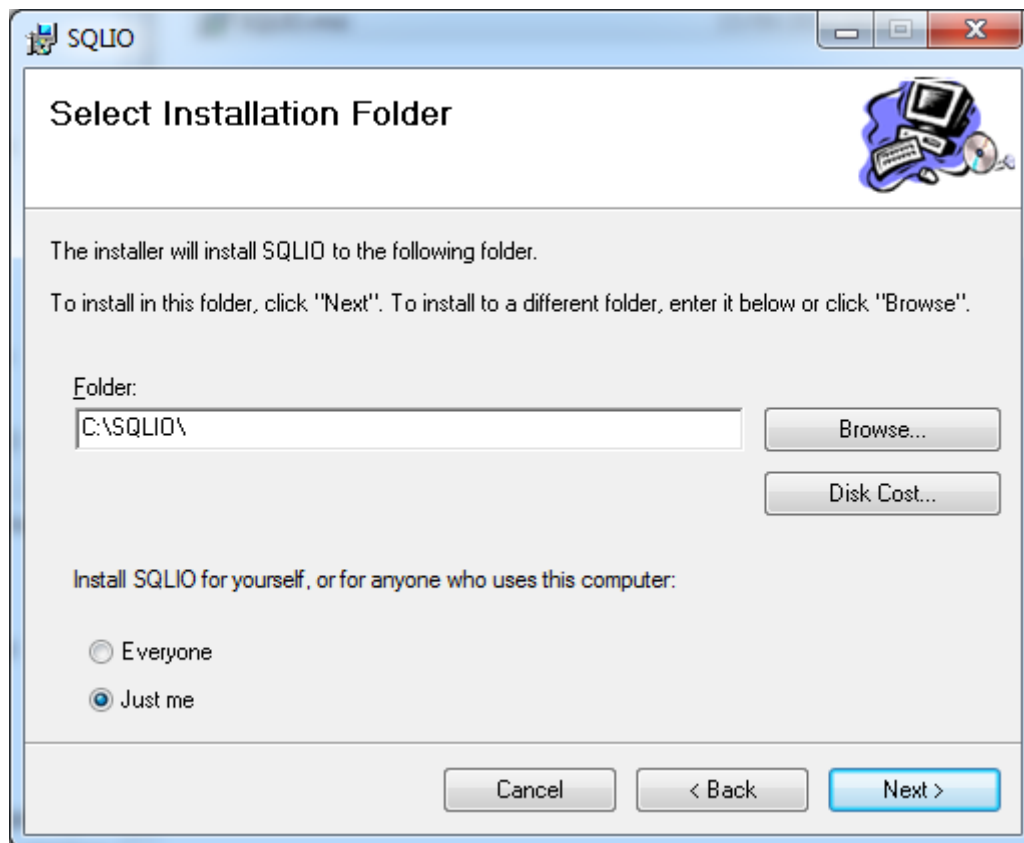 SQLIO
Select Installation Folder
The installer will install SQLIO to the following folder.
To install in this folder, click "Next". To install to a different folder, enter it below or click "Browse".
Folder:
C:\SQLIO\
Browse...
Disk Cost...
Install SQLIO for yourself, or for anyone who uses this computer:
Everyone
Just me
Cancel
< Back
Next >